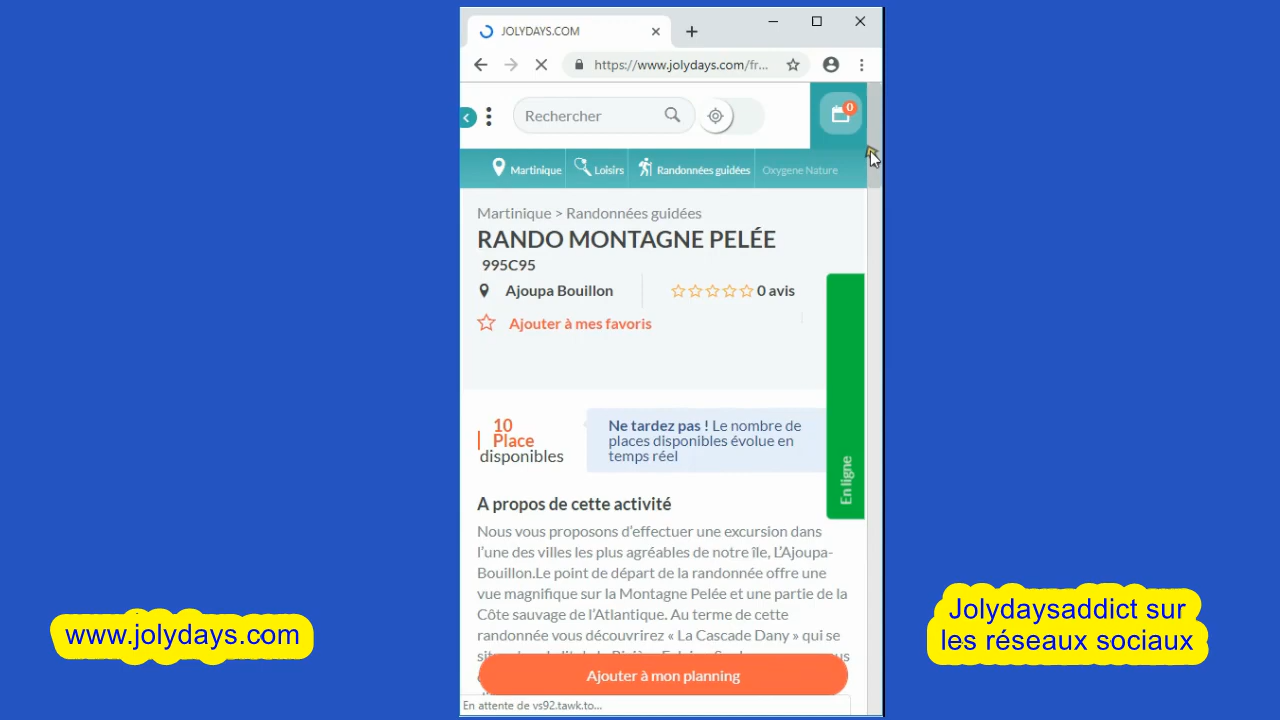 JOLYDAYS.COM
https://www.jolydays.com/fr...
Rechercher
0
Martinique
Loisirs
Randonnées guidées
Oxygene Nature
Martinique > Randonnées guidées
RANDO MONTAGNE PELÉE
995C95
Ajoupa Bouillon
0 avis
Ajouter à mes favoris
10
Place
disponibles
Ne tardez pas ! Le nombre de
places disponibles évolue en
temps réel
En ligne
A propos de cette activité
Nous vous proposons d'effectuer une excursion dans
l'une des villes les plus agréables de notre île, L'Ajoupa-
Bouillon.Le point de départ de la randonnée offre une
vue magnifique sur la Montagne Pelée et une partie de la
Côte sauvage de l'Atlantique. Au terme de cette
randonnée vous découvrirez « La Cascade Dany » qui se
Ajouter à mon planning
En attente de vs92.tawk.to...
www.jolydays.com
Jolydaysaddict sur
les réseaux sociaux